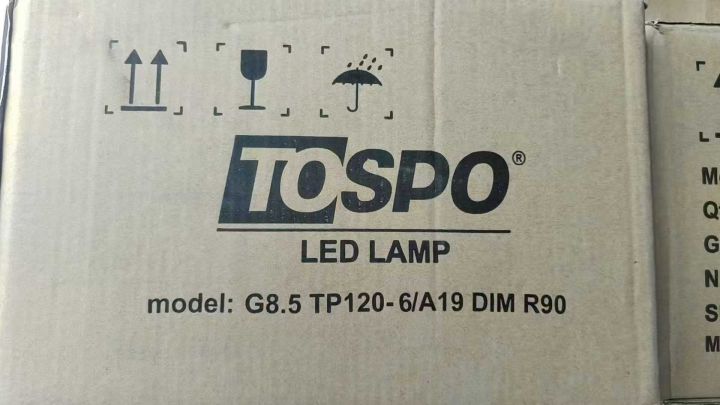 TOSPO®
LED LAMP
model: G8.5 TP120-6/A19 DIM R90